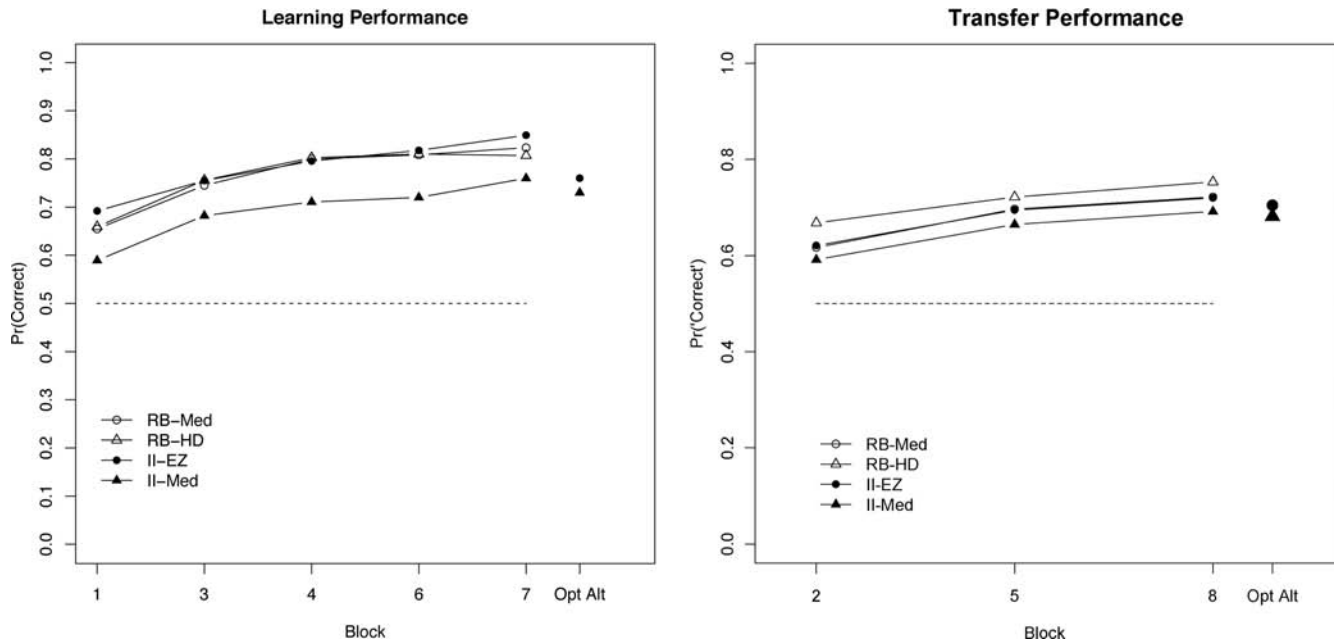 Learning Performance
Pr(Correct)
1.0
0.9
0.8
0.7
0.6
0.5
0.4
0.3
0.2
0.1
0.0
RB−Med
RB−HD
II−EZ
II−Med
1 3 4 6 7 Opt Alt
Block
Transfer Performance
Pr('Correct')
1.0
0.8
0.6
0.4
0.2
0.0
RB-Med
RB-HD
II-EZ
II-Med
2 5 8 Opt Alt
Block